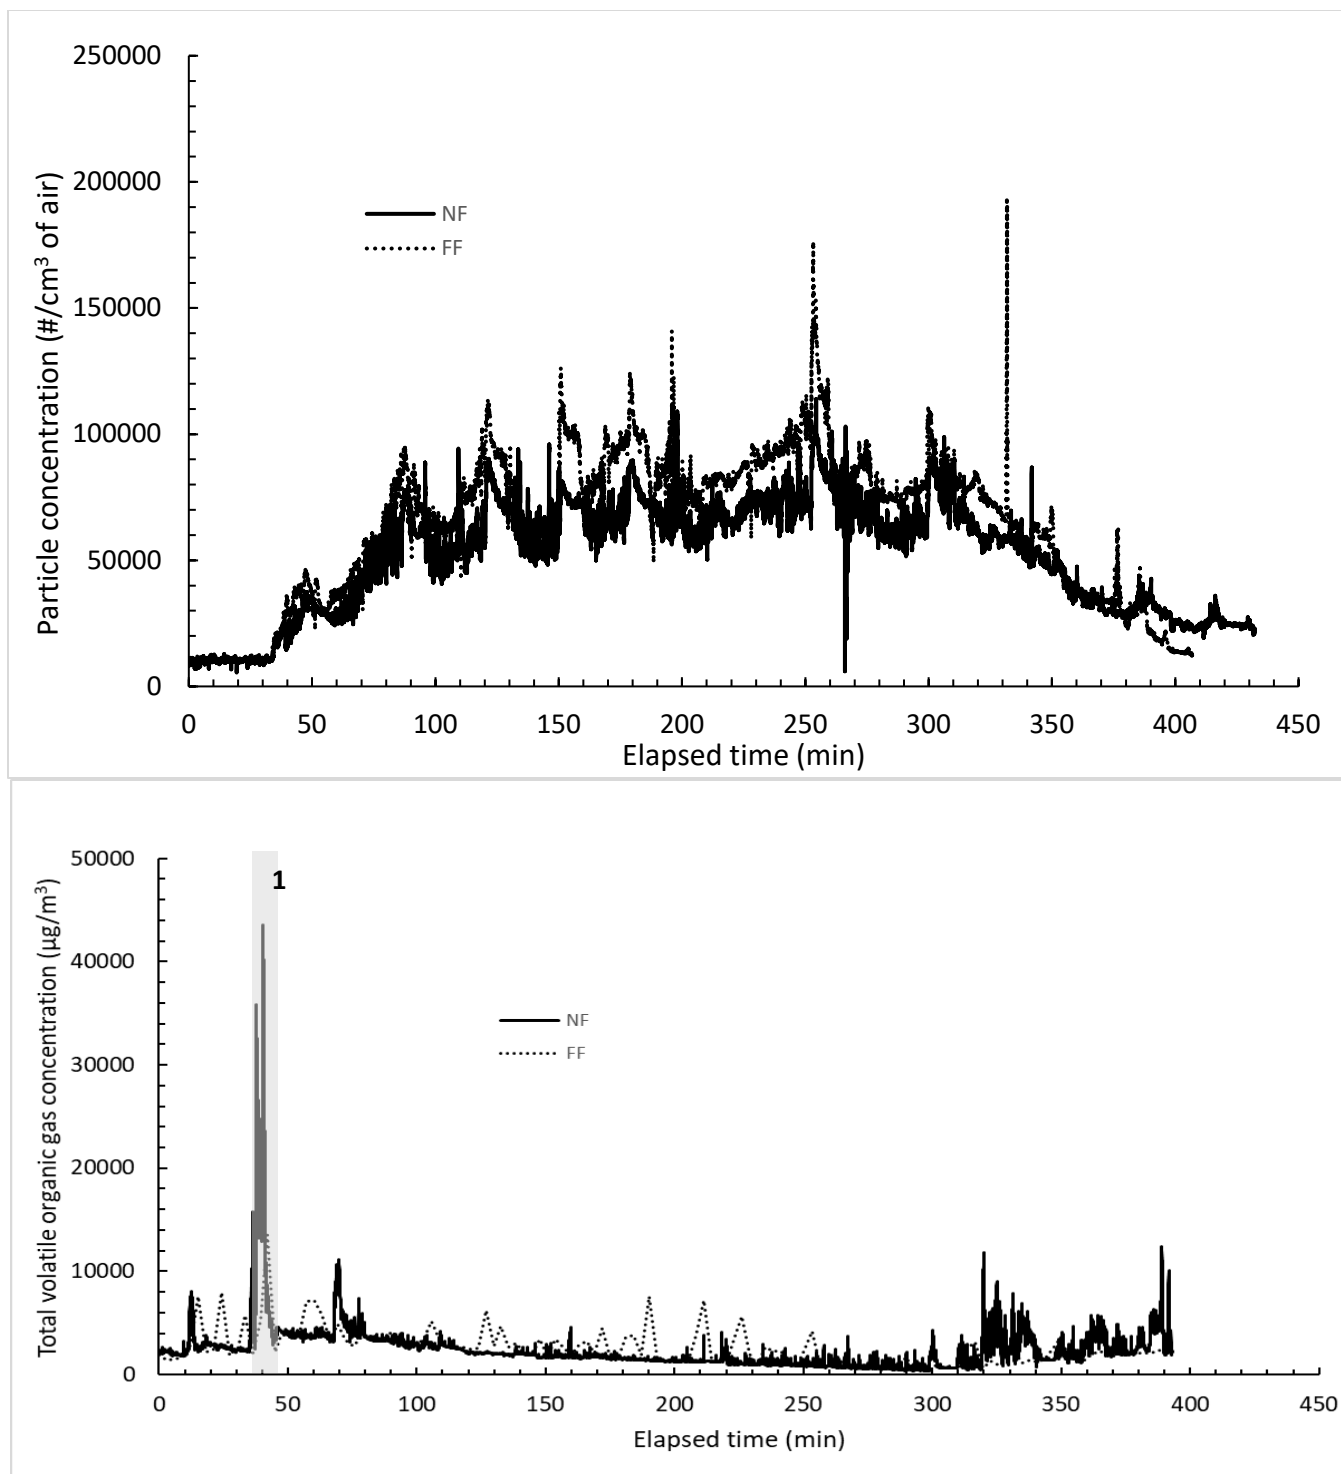 250000
200000
150000
100000
50000
0
Particle concentration (#/cm³ of air)
NF
FF
0 50 100 150 200 250 300 350 400 450
Elapsed time (min)
50000
40000
30000
20000
10000
0
Total volatile organic gas concentration (µg/m³)
1
NF
FF
0 50 100 150 200 250 300 350 400 450
Elapsed time (min)